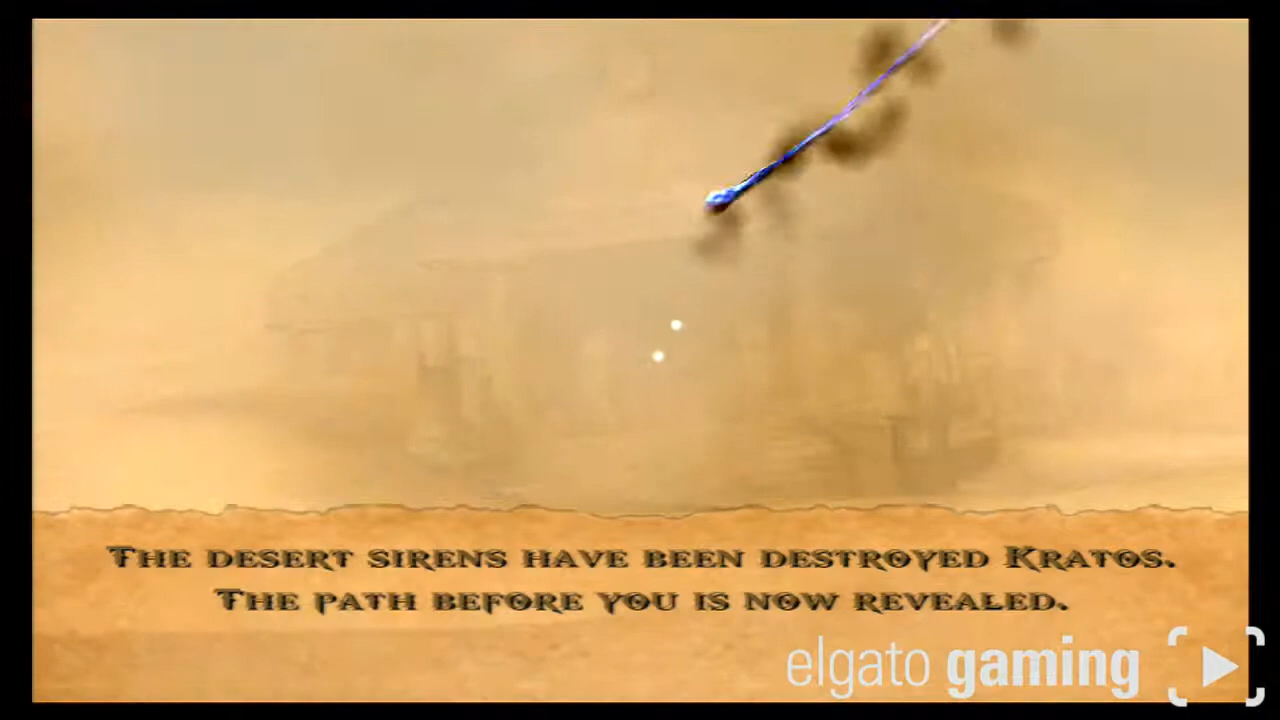 The desert sirens have been destroyed Kratos.
The path before you is now revealed.
elgato gaming